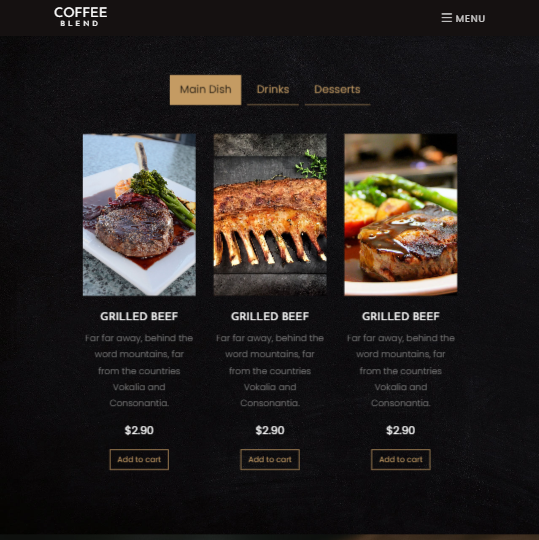 COFFEE
BLEND
MENU
Main Dish
Drinks
Desserts
GRILLED BEEF
Far far away, behind the
word mountains, far
from the countries
Vokalia and
Consonantia.
$2.90
Add to cart
GRILLED BEEF
Far far away, behind the
word mountains, far
from the countries
Vokalia and
Consonantia.
$2.90
Add to cart
GRILLED BEEF
Far far away, behind the
word mountains, far
from the countries
Vokalia and
Consonantia.
$2.90
Add to cart